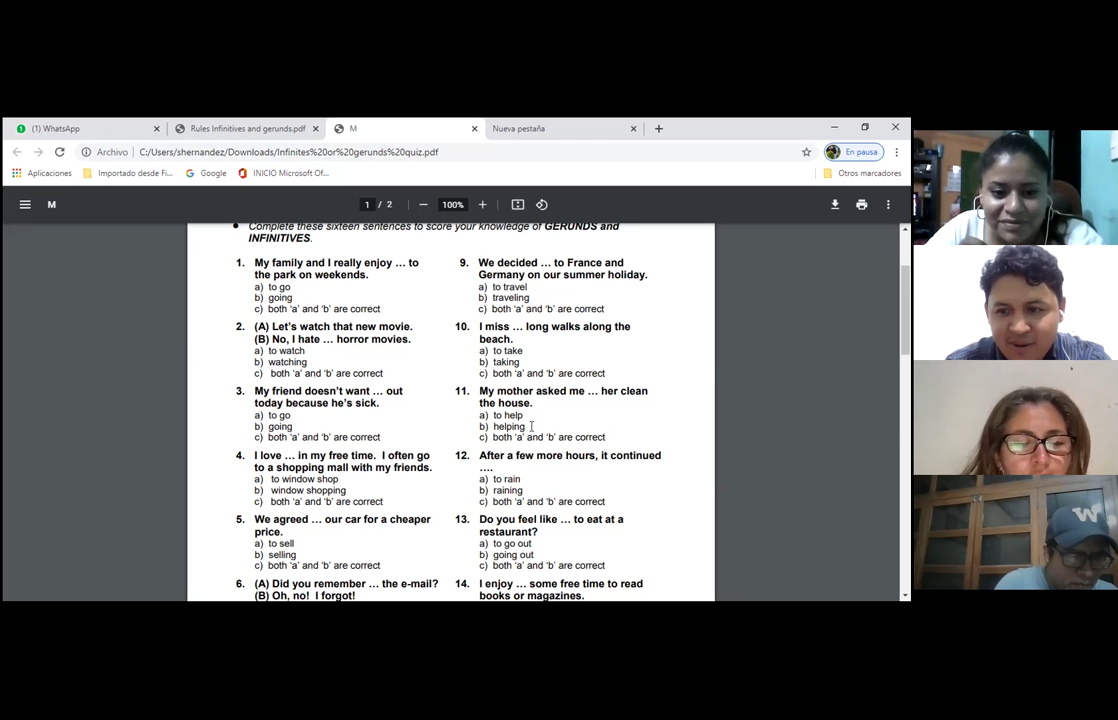 (1) WhatsApp
Rules Infinitives and gerunds.pdf
M
Nueva pestaña
Archivo
C:/Users/shernandez/Downloads/Infinites%20or%20gerunds%20quiz.pdf
En pausa
Aplicaciones
Importado desde Fi...
Google
INICIO Microsoft Of...
Otros marcadores
M
1 / 2
100%
Complete these sixteen sentences to score your knowledge of GERUNDS and
INFINITIVES.
1. My family and I really enjoy … to
the park on weekends.
a) to go
b) going
c) both 'a' and 'b' are correct
2. (A) Let's watch that new movie.
(B) No, I hate … horror movies.
a) to watch
b) watching
c) both 'a' and 'b' are correct
3. My friend doesn't want … out
today because he's sick.
a) to go
b) going
c) both 'a' and 'b' are correct
4. I love … in my free time. I often go
to a shopping mall with my friends.
a) to window shop
b) window shopping
c) both 'a' and 'b' are correct
5. We agreed … our car for a cheaper
price.
a) to sell
b) selling
c) both 'a' and 'b' are correct
6. (A) Did you remember … the e-mail?
(B) Oh, no! I forgot!
9. We decided … to France and
Germany on our summer holiday.
a) to travel
b) traveling
c) both 'a' and 'b' are correct
10. I miss … long walks along the
beach.
a) to take
b) taking
c) both 'a' and 'b' are correct
11. My mother asked me … her clean
the house.
a) to help
b) helping
c) both 'a' and 'b' are correct
12. After a few more hours, it continued
….
a) to rain
b) raining
c) both 'a' and 'b' are correct
13. Do you feel like … to eat at a
restaurant?
a) to go out
b) going out
c) both 'a' and 'b' are correct
14. I enjoy … some free time to read
books or magazines.
W